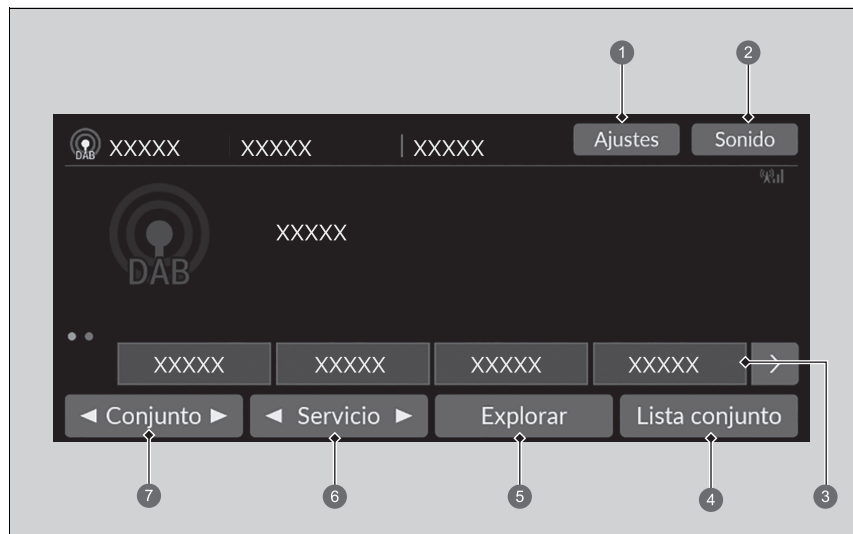 1 2
Ajustes Sonido
DAB XXXXX XXXXX XXXXX
DAB
XXXXX
XXXXX XXXXX XXXXX XXXXX
Conjunto Servicio Explorar Lista conjunto
7 6 5 4 3